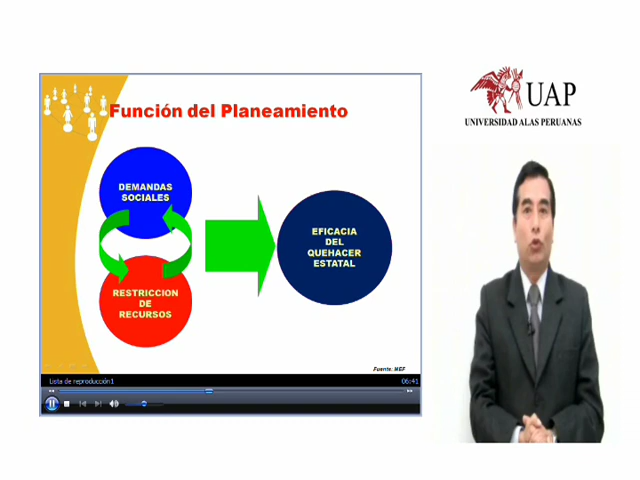 Función del Planeamiento
DEMANDAS
SOCIALES
RESTRICCION
DE
RECURSOS
EFICACIA
DEL
QUEHACER
ESTATAL
Fuente: MEF
Lista de reproducción1
06:41
UAP
UNIVERSIDAD ALAS PERUANAS